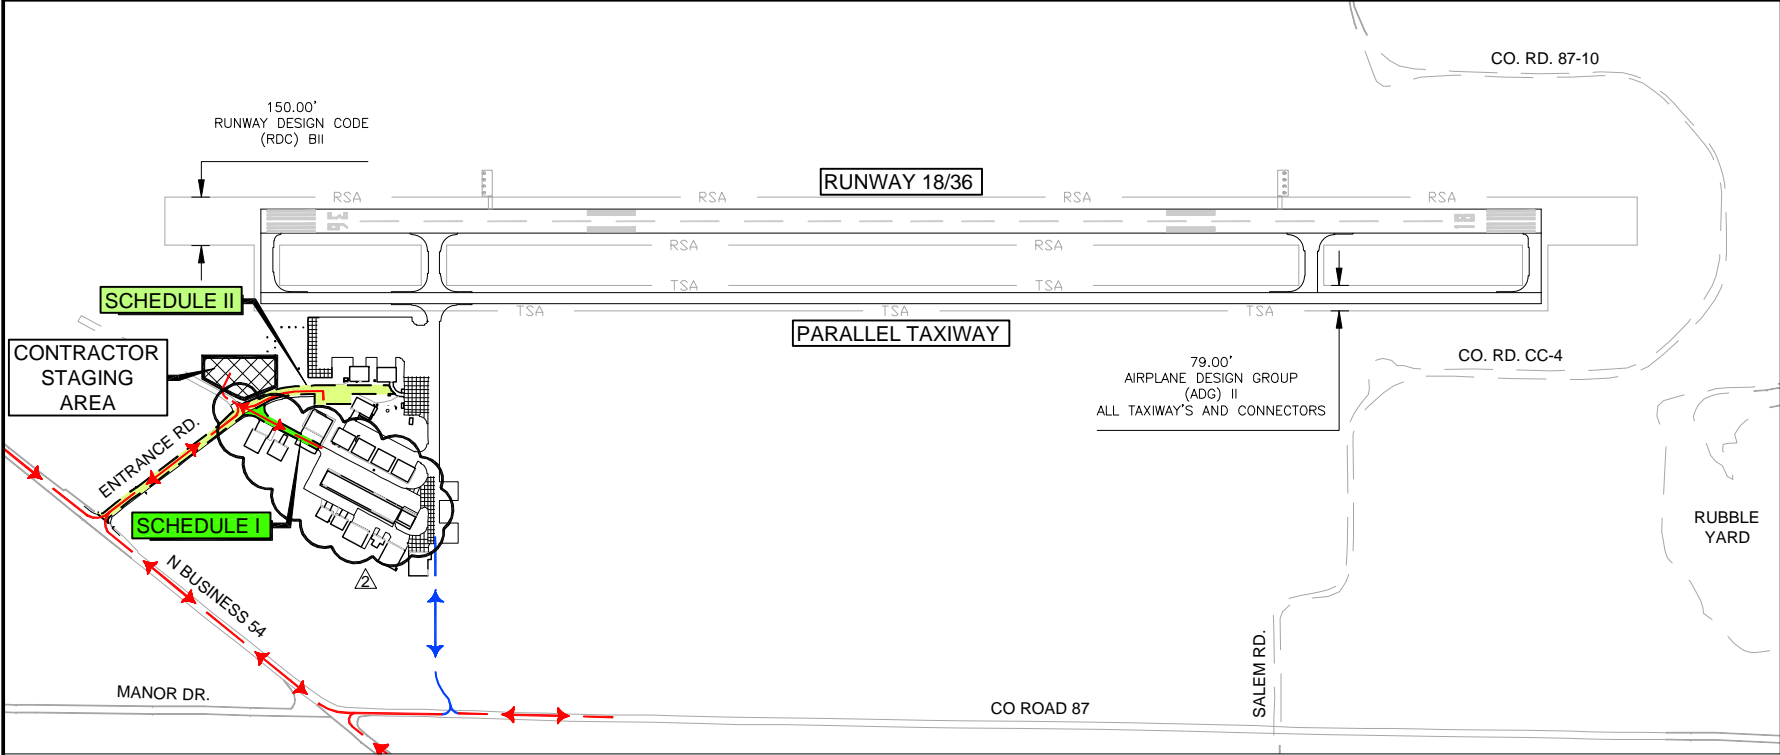 CO. RD. 87-10
150.00'
RUNWAY DESIGN CODE
(RDC) BII
RUNWAY 18/36
RSA
RSA
RSA
RSA
36
18
RSA
RSA
TSA
TSA
SCHEDULE II
TSA
TSA
TSA
PARALLEL TAXIWAY
CONTRACTOR
STAGING
AREA
79.00'
AIRPLANE DESIGN GROUP
(ADG) II
ALL TAXIWAY'S AND CONNECTORS
CO. RD. CC-4
ENTRANCE RD.
SCHEDULE I
RUBBLE
YARD
2
N BUSINESS 54
SALEM RD.
MANOR DR.
CO ROAD 87